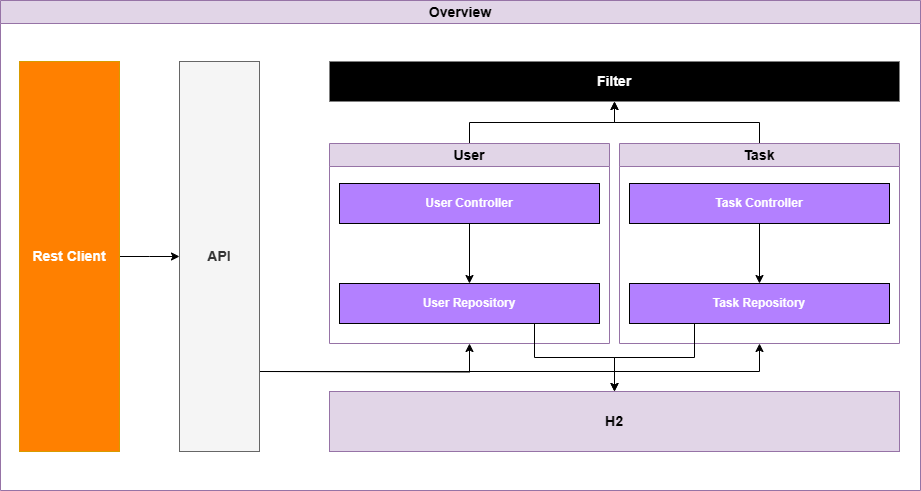 Overview
Rest Client
API
Filter
User
User Controller
User Repository
Task
Task Controller
Task Repository
H2